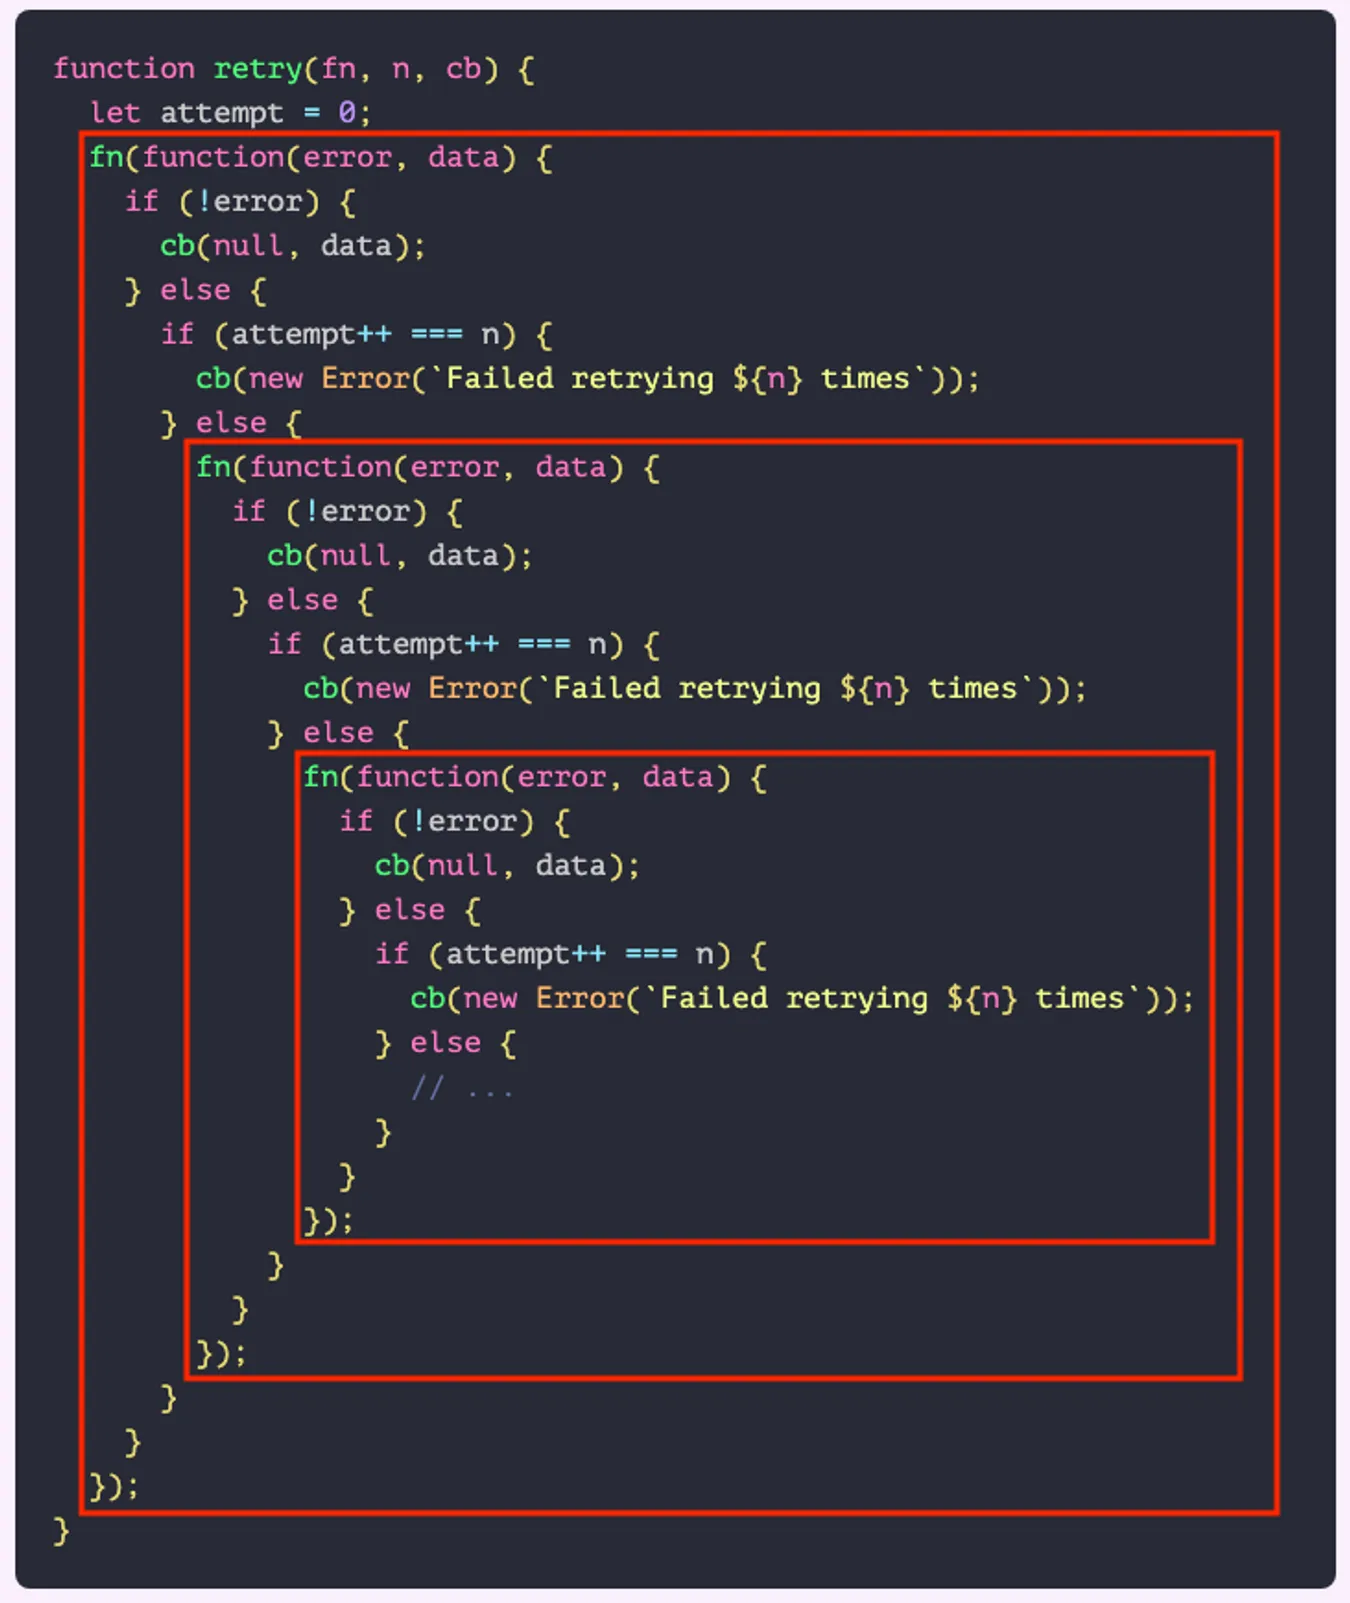 function retry(fn, n, cb) {
  let attempt = 0;
  fn(function(error, data) {
    if (!error) {
      cb(null, data);
    } else {
      if (attempt++ === n) {
        cb(new Error(`Failed retrying ${n} times`));
      } else {
        fn(function(error, data) {
          if (!error) {
            cb(null, data);
          } else {
            if (attempt++ === n) {
              cb(new Error(`Failed retrying ${n} times`));
            } else {
              fn(function(error, data) {
                if (!error) {
                  cb(null, data);
                } else {
                  if (attempt++ === n) {
                    cb(new Error(`Failed retrying ${n} times`));
                  } else {
                    // ...
                  }
                }
              });
            }
          }
        });
      }
    }
  });
}